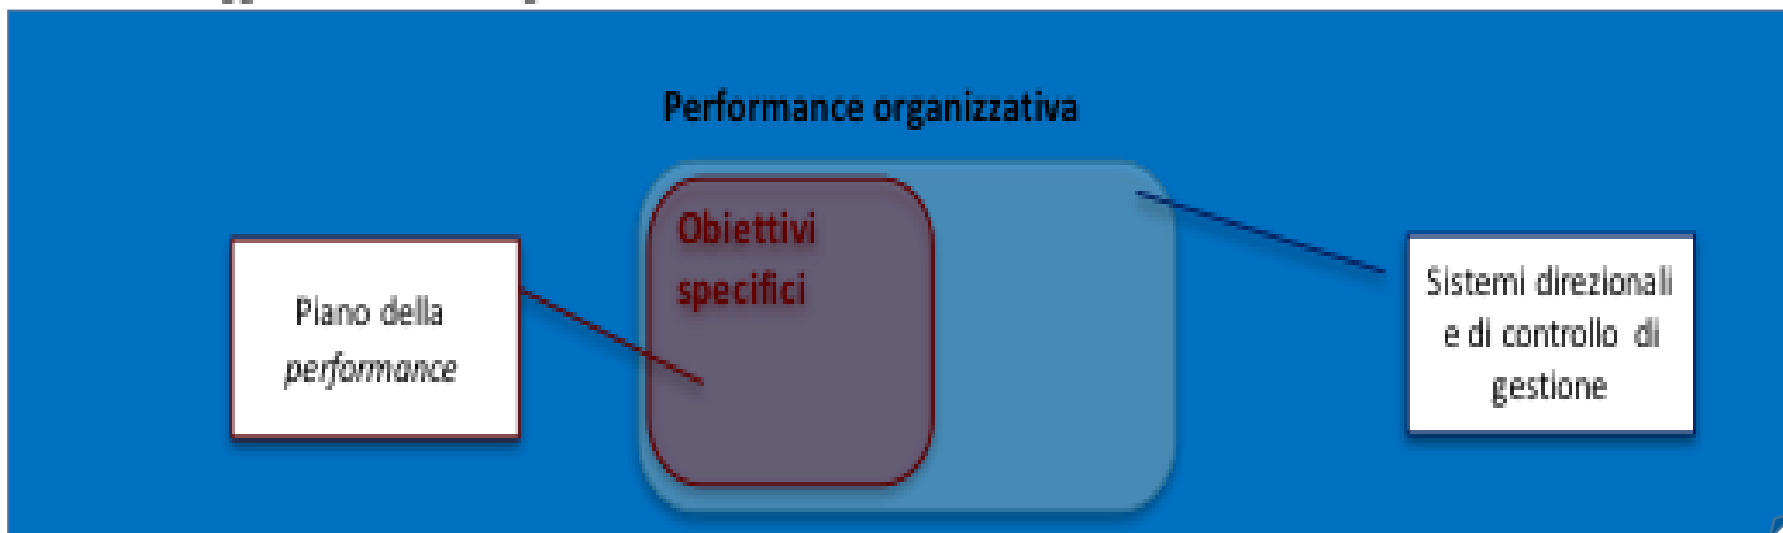 Performance organizzativa
Obiettivi
specifici
Piano della
performance
Sistemi direzionali
e di controllo di
gestione